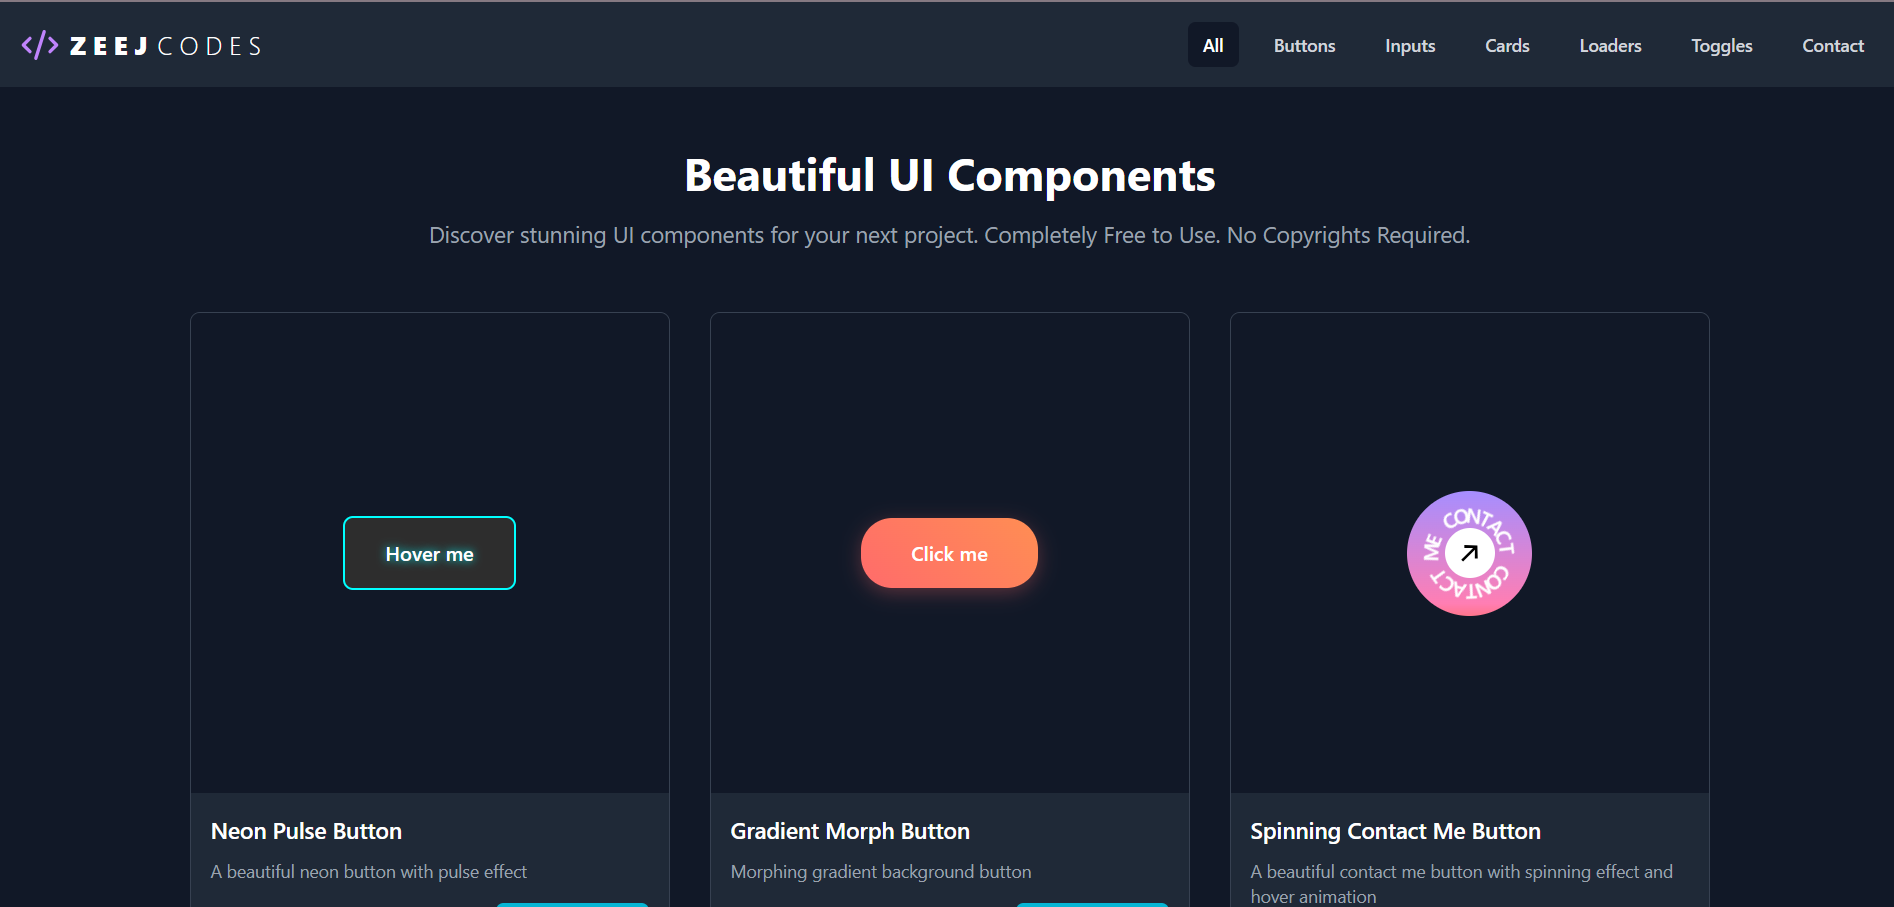 </> ZEEJCODES
All Buttons Inputs Cards Loaders Toggles Contact
Beautiful UI Components
Discover stunning UI components for your next project. Completely Free to Use. No Copyrights Required.
Hover me
Click me
CONTACT ME CONTACT
Neon Pulse Button
A beautiful neon button with pulse effect
Gradient Morph Button
Morphing gradient background button
Spinning Contact Me Button
A beautiful contact me button with spinning effect and
hover animation